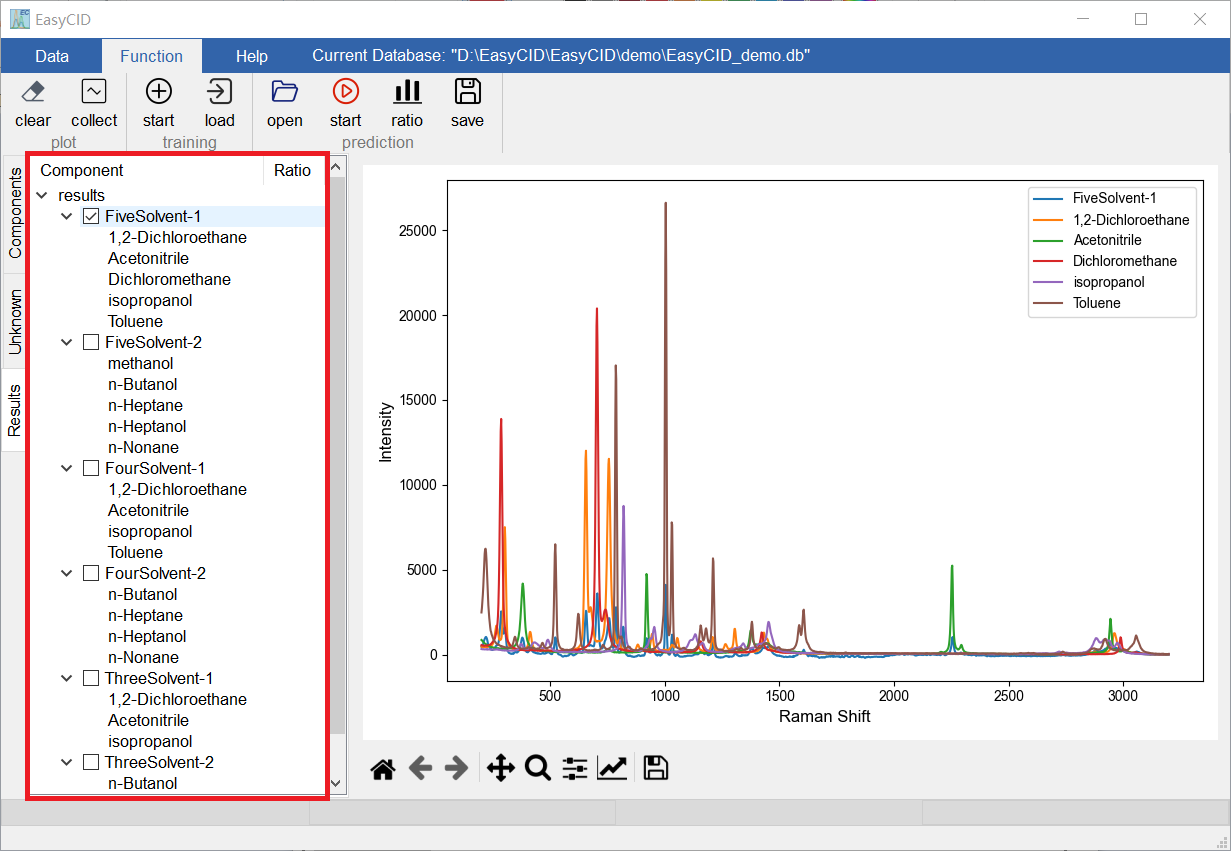 EasyCID
Data Function Help Current Database: "D:\EasyCID\EasyCID\demo\EasyCID_demo.db"
clear collect start load open start ratio save
plot training prediction
Components
Unknown
Results
Component Ratio
results
FiveSolvent-1
1,2-Dichloroethane
Acetonitrile
Dichloromethane
isopropanol
Toluene
FiveSolvent-2
methanol
n-Butanol
n-Heptane
n-Heptanol
n-Nonane
FourSolvent-1
1,2-Dichloroethane
Acetonitrile
isopropanol
Toluene
FourSolvent-2
n-Butanol
n-Heptane
n-Heptanol
n-Nonane
ThreeSolvent-1
1,2-Dichloroethane
Acetonitrile
isopropanol
ThreeSolvent-2
n-Butanol
Intensity
25000
20000
15000
10000
5000
0
500 1000 1500 2000 2500 3000
Raman Shift
FiveSolvent-1
1,2-Dichloroethane
Acetonitrile
Dichloromethane
isopropanol
Toluene